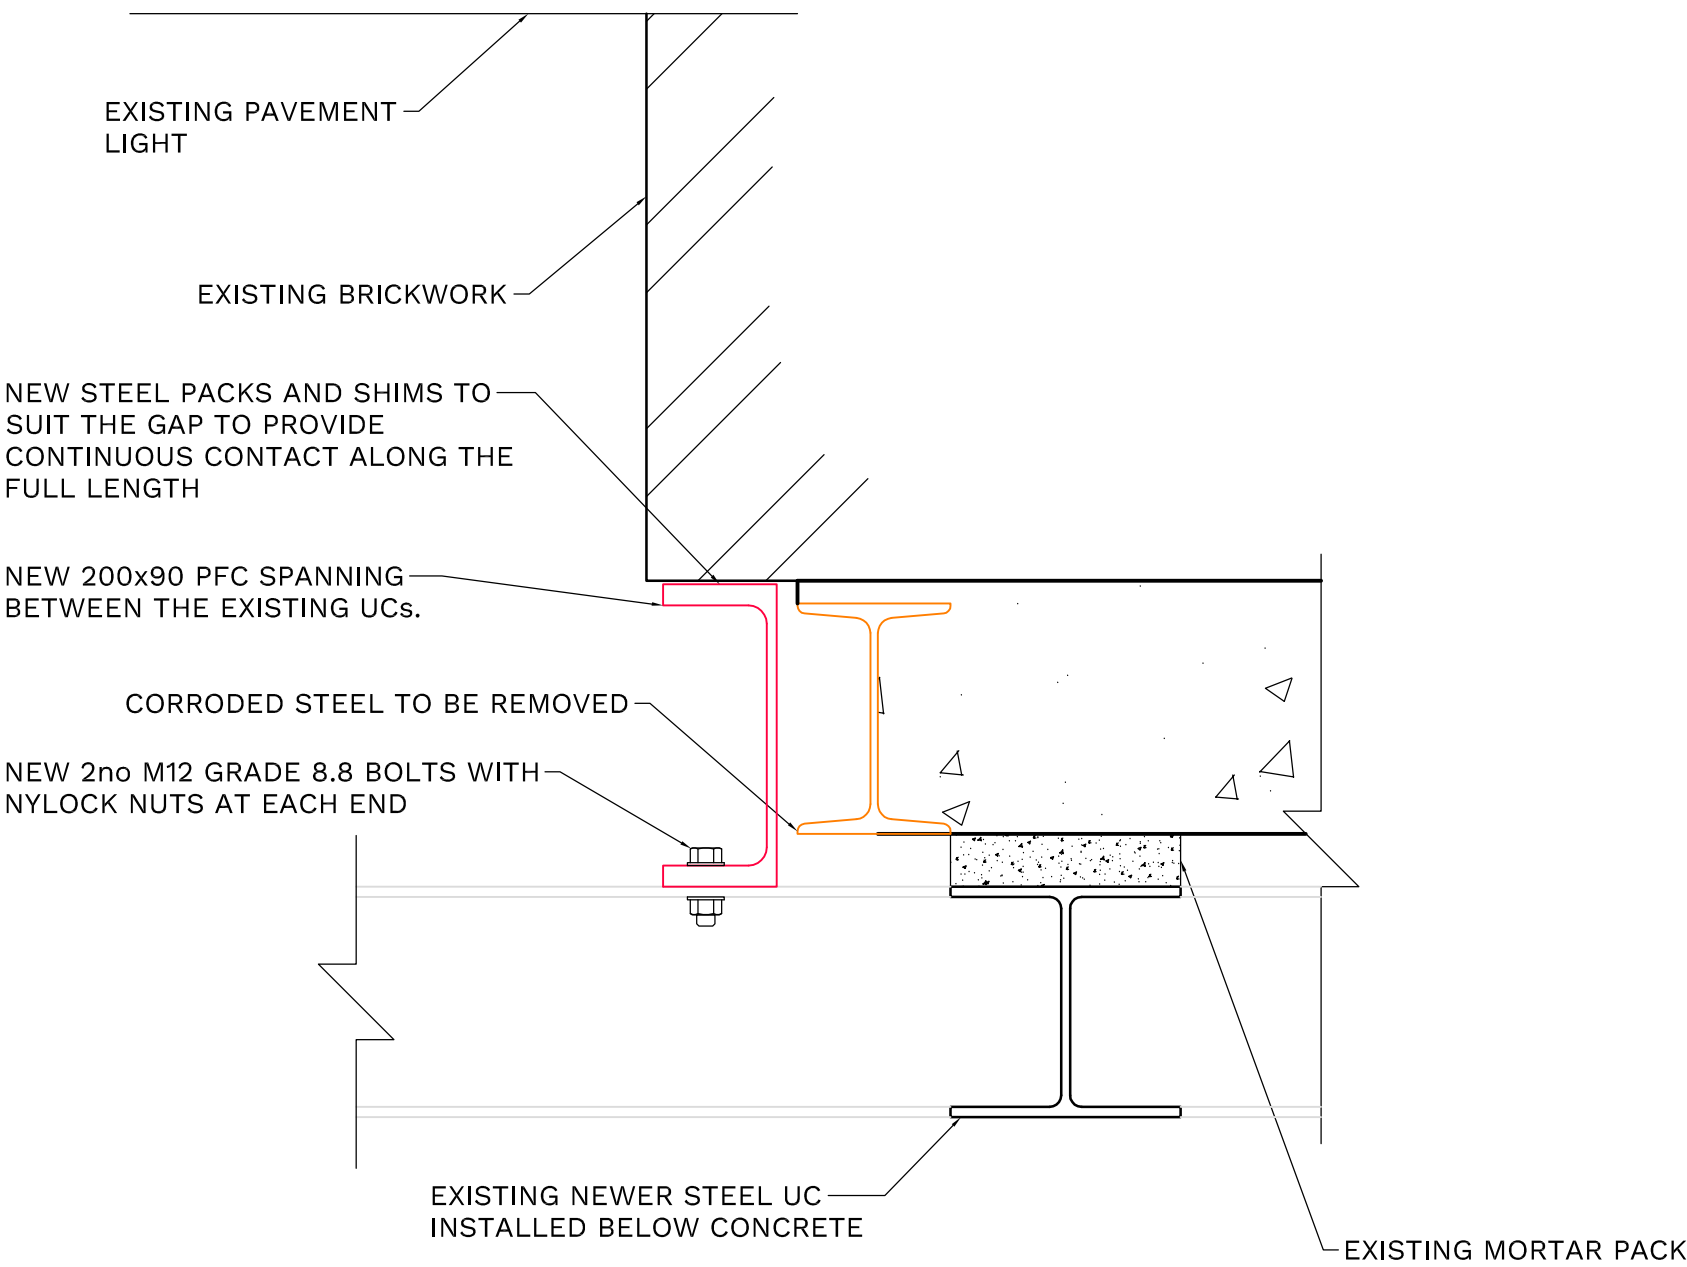 EXISTING PAVEMENT
LIGHT
EXISTING BRICKWORK
NEW STEEL PACKS AND SHIMS TO
SUIT THE GAP TO PROVIDE
CONTINUOUS CONTACT ALONG THE
FULL LENGTH
NEW 200x90 PFC SPANNING
BETWEEN THE EXISTING UCs.
CORRODED STEEL TO BE REMOVED
NEW 2no M12 GRADE 8.8 BOLTS WITH
NYLOCK NUTS AT EACH END
EXISTING NEWER STEEL UC
INSTALLED BELOW CONCRETE
EXISTING MORTAR PACK